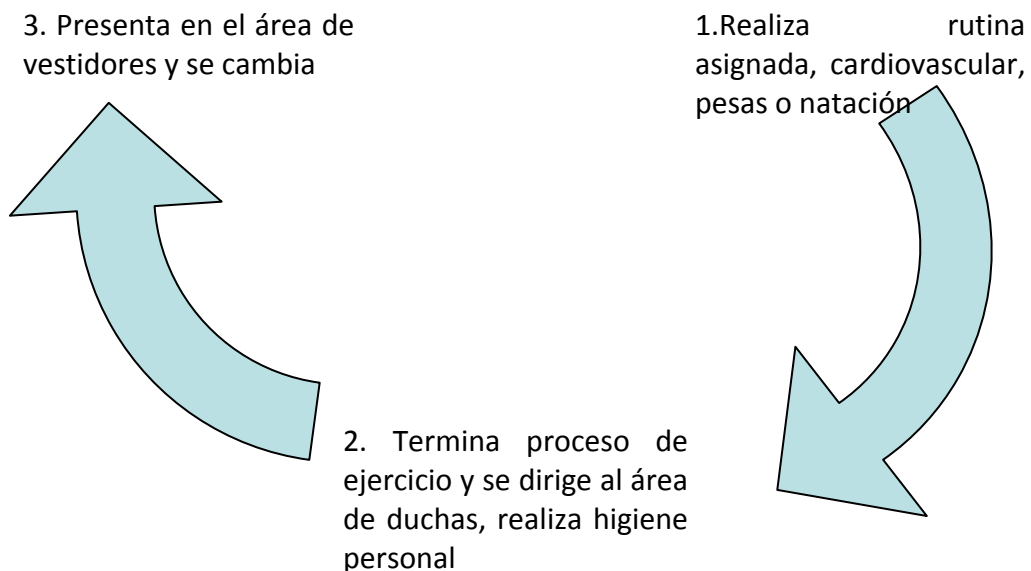 3. Presenta en el área de
vestidores y se cambia
1.Realiza rutina
asignada, cardiovascular,
pesas o natación
2. Termina proceso de
ejercicio y se dirige al área
de duchas, realiza higiene
personal